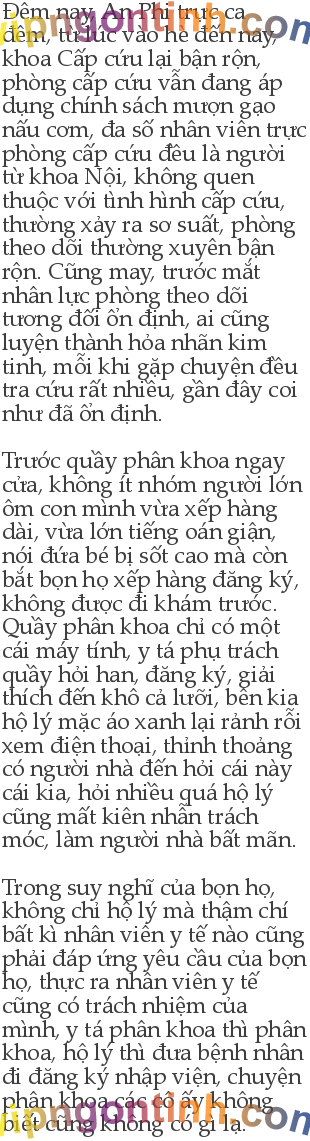 Đêm nay, An Phi trực ca
đêm, từ lúc vào hè đến nay,
khoa Cấp cứu lại bận rộn,
phòng cấp cứu vẫn đang áp
dụng chính sách mượn gạo
nấu cơm, đa số nhân viên trực
phòng cấp cứu đều là người
từ khoa Nội, không quen
thuộc với tình hình cấp cứu,
thường xảy ra sơ suất, phòng
theo dõi thường xuyên bận
rộn. Cũng may, trước mắt
nhân lực phòng theo dõi
tương đối ổn định, ai cũng
luyện thành hỏa nhãn kim
tinh, mỗi khi gặp chuyện đều
tra cứu rất nhiều, gần đây coi
như đã ổn định.
Trước quầy phân khoa ngay
cửa, không ít nhóm người lớn
ôm con mình vừa xếp hàng
dài, vừa lớn tiếng oán giận,
nói đứa bé bị sốt cao mà còn
bắt bọn họ xếp hàng đăng ký,
không được đi khám trước.
Quầy phân khoa chỉ có một
cái máy tính, y tá phụ trách
quầy hỏi han, đăng ký, giải
thích đến khô cả lưỡi, bên kia
hộ lý mặc áo xanh lại rảnh rỗi
xem điện thoại, thỉnh thoảng
có người nhà đến hỏi cái này
cái kia, hỏi nhiều quá hộ lý
cũng mất kiên nhẫn trách
móc, làm người nhà bất mãn.
Trong suy nghĩ của bọn họ,
không chỉ hộ lý mà thậm chí
bất kì nhân viên y tế nào cũng
phải đáp ứng yêu cầu của bọn
họ, thực ra nhân viên y tế
cũng có trách nhiệm của
mình, y tá phân khoa thì phân
khoa, hộ lý thì đưa bệnh nhân
đi đăng ký nhập viện, chuyện
phân khoa các cô ấy không
biết cũng không có gì lạ.
vipngontinh.com
vipngontinh.com